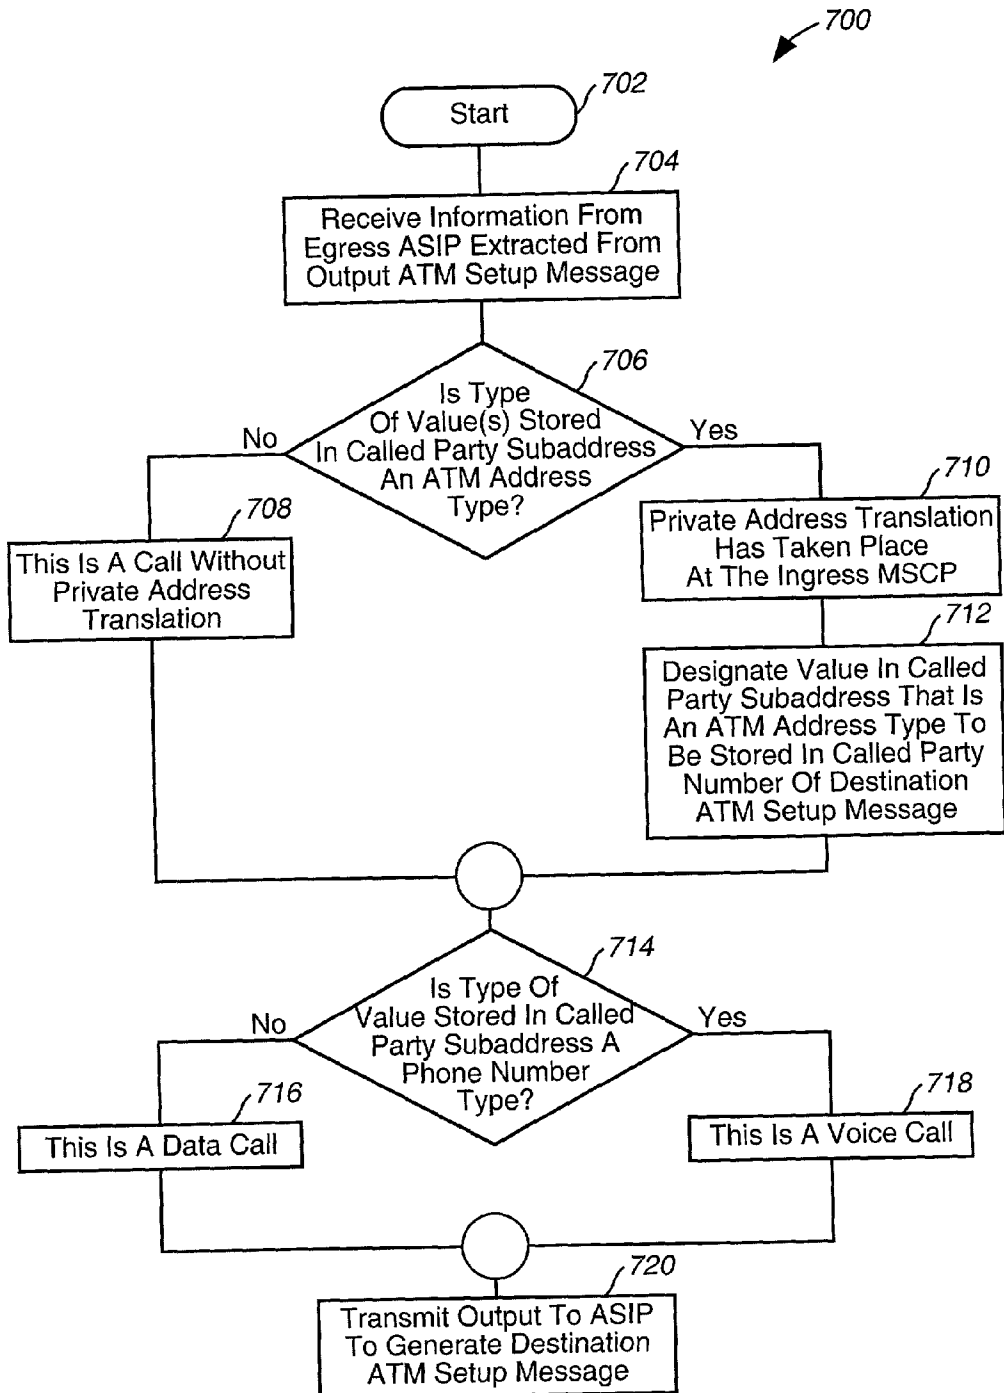 700
702
Start
704
Receive Information From
Egress ASIP Extracted From
Output ATM Setup Message
706
Is Type
Of Value(s) Stored
In Called Party Subaddress
An ATM Address
Type?
No
Yes
708
This Is A Call Without
Private Address
Translation
710
Private Address Translation
Has Taken Place
At The Ingress MSCP
712
Designate Value In Called
Party Subaddress That Is
An ATM Address Type To
Be Stored In Called Party
Number Of Destination
ATM Setup Message
714
Is Type Of
Value Stored In Called
Party Subaddress A
Phone Number
Type?
No
Yes
716
This Is A Data Call
718
This Is A Voice Call
720
Transmit Output To ASIP
To Generate Destination
ATM Setup Message